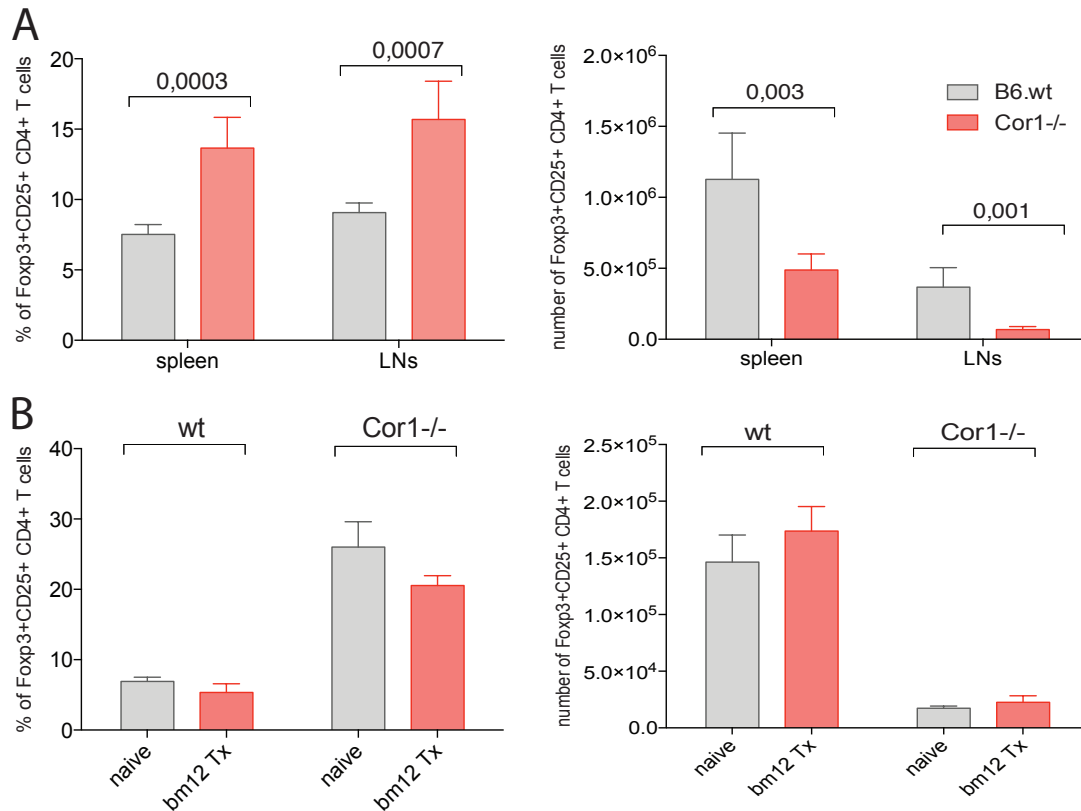 A
% of Foxp3+CD25+ CD4+ T cells
20
15
10
5
0
0,0003
0,0007
spleen
LNs
number of Foxp3+CD25+ CD4+ T cells
2.0×10⁶
1.5×10⁶
1.0×10⁶
5.0×10⁵
0.0
0,003
0,001
B6.wt
Cor1-/-
spleen
LNs
B
% of Foxp3+CD25+ CD4+ T cells
40
30
20
10
0
wt
Cor1-/-
naive
bm12 Tx
naive
bm12 Tx
number of Foxp3+CD25+ CD4+ T cells
2.5×10⁵
2.0×10⁵
1.5×10⁵
1.0×10⁵
5.0×10⁴
0.0
wt
Cor1-/-
naive
bm12 Tx
naive
bm12 Tx